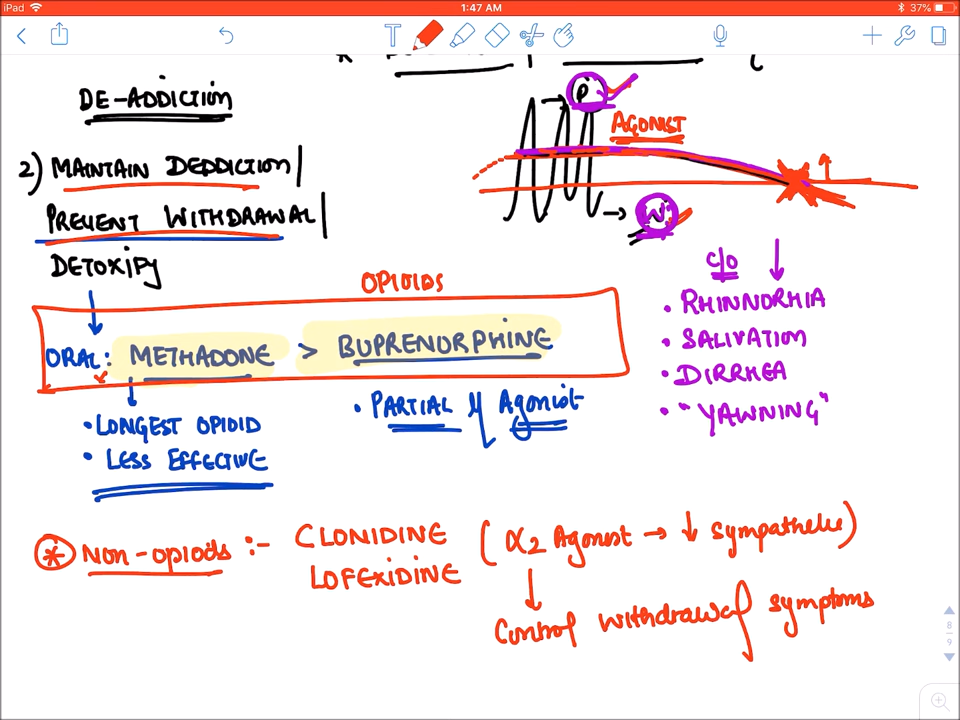 iPad
1:47 AM
37%
T
DE-ADDICTION
P
AGONIST
2) MAINTAIN DEDDICTION|
PREVENT WITHDRAWAL|
DETOXIFY
W
C/O ↓
• RHINNORHIA
• SALIVATION
• DIRRHEA
• "YAWNING"
OPIOIDS
ORAL: METHADONE > BUPRENORPHINE
• LONGEST OPIOID
• LESS EFFECTIVE
• PARTIAL μ Agonist
* Non-opiods :- CLONIDINE (α2 Agonist → ↓ sympathetic)
LOFEXIDINE
Control withdrawal symptoms
8
9